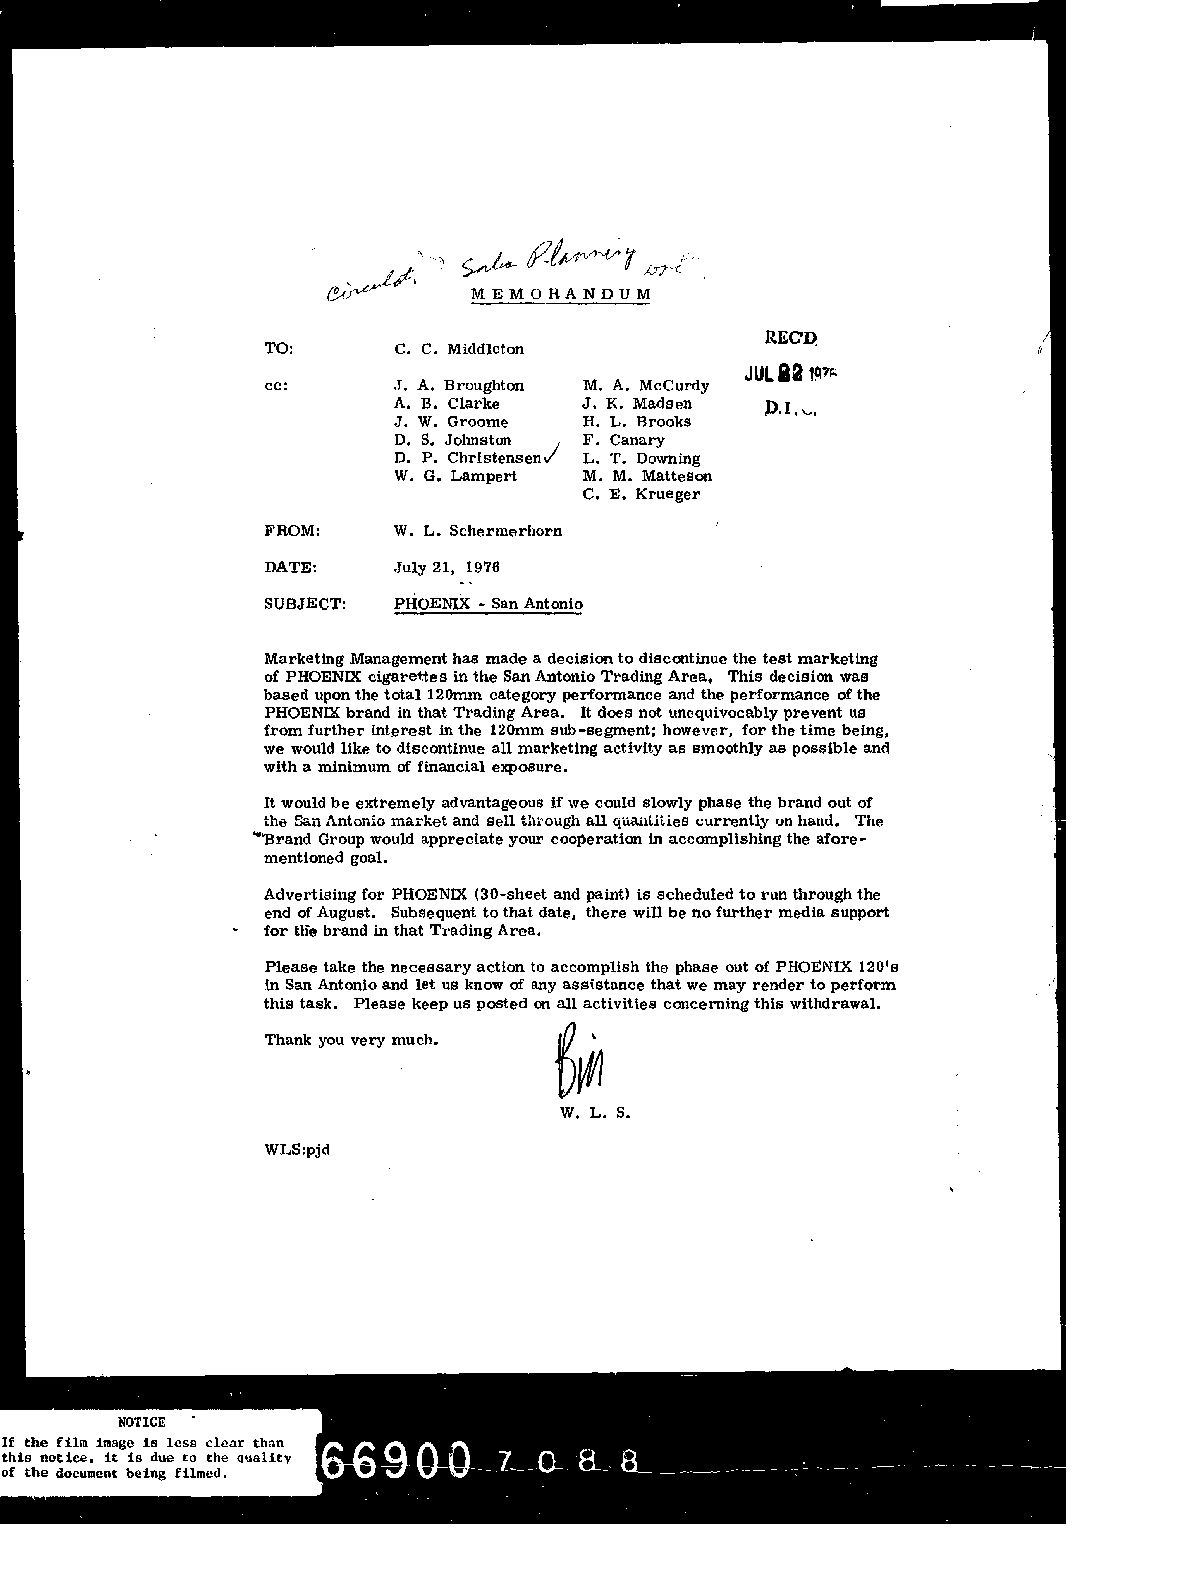 Sales Planning
MEMORANDUM
TO: C. C. Middleton
REC'D
JUL 22 1976
cc: J. A. Broughton M. A. McCurdy
A. B. Clarke J. K. Madsen
D.I.
J. W. Groome H. L. Brooks
D. S. Johnston F. Canary
D. P. Christensen✓ L. T. Downing
W. G. Lampert M. M. Matteson
C. E. Krueger
FROM: W. L. Schermerhorn
DATE: July 21, 1976
SUBJECT: PHOENIX - San Antonio
Marketing Management has made a decision to discontinue the test marketing
of PHOENIX cigarettes in the San Antonio Trading Area. This decision was
based upon the total 120mm category performance and the performance of the
PHOENIX brand in that Trading Area. It does not unequivocably prevent us
from further interest in the 120mm sub-segment; however, for the time being,
we would like to discontinue all marketing activity as smoothly as possible and
with a minimum of financial exposure.
It would be extremely advantageous if we could slowly phase the brand out of
the San Antonio market and sell through all quantities currently on hand. The
Brand Group would appreciate your cooperation in accomplishing the afore-
mentioned goal.
Advertising for PHOENIX (30-sheet and paint) is scheduled to run through the
end of August. Subsequent to that date, there will be no further media support
for the brand in that Trading Area.
Please take the necessary action to accomplish the phase out of PHOENIX 120's
in San Antonio and let us know of any assistance that we may render to perform
this task. Please keep us posted on all activities concerning this withdrawal.
Thank you very much.
Bill
W. L. S.
WLS:pjd
NOTICE
If the film image is less clear than
this notice, it is due to the quality
of the document being filmed.
66900 7088